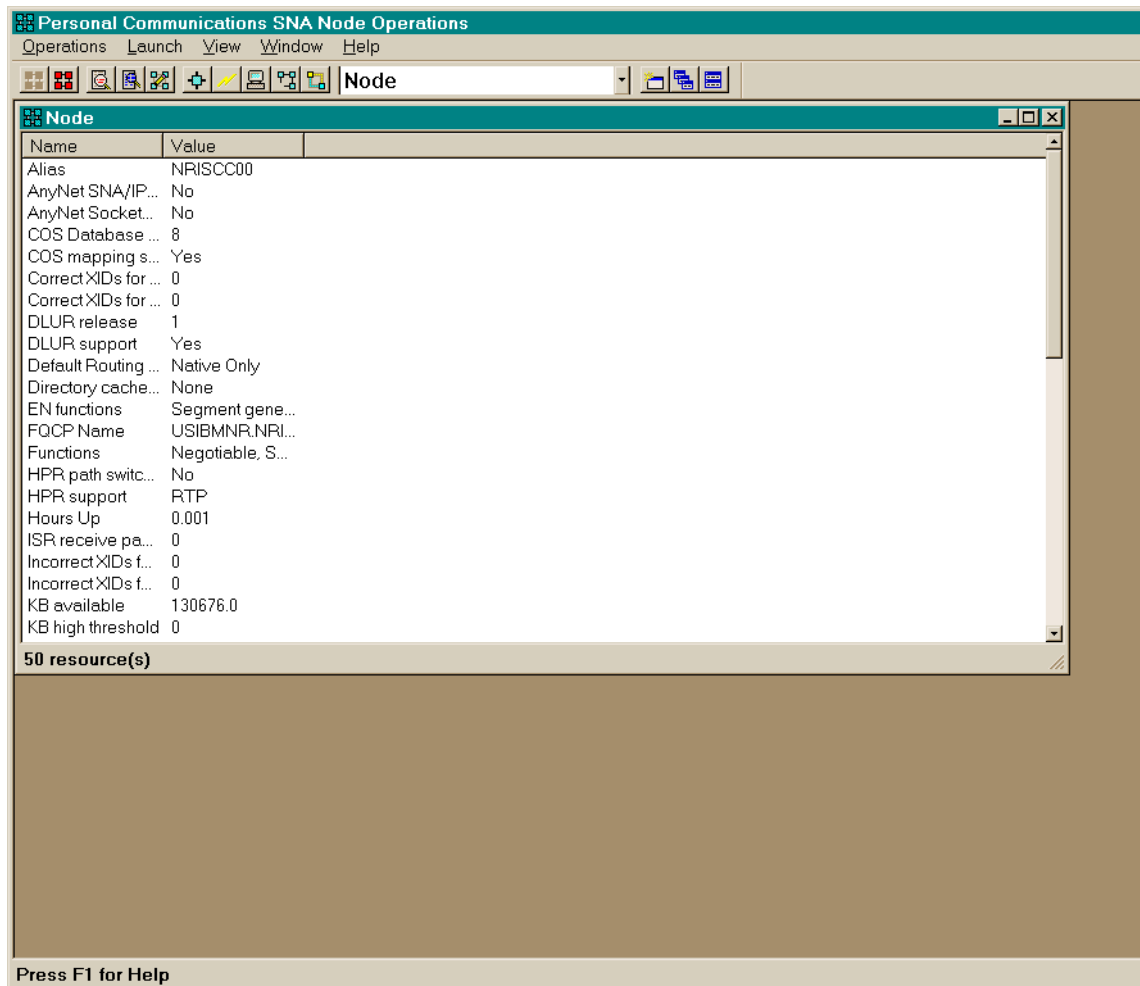 Personal Communications SNA Node Operations
Operations Launch View Window Help
Node
Node
Name Value
Alias NRISCC00
AnyNet SNA/IP... No
AnyNet Socket... No
COS Database ... 8
COS mapping s... Yes
Correct XIDs for ... 0
Correct XIDs for ... 0
DLUR release 1
DLUR support Yes
Default Routing ... Native Only
Directory cache... None
EN functions Segment gene...
FQCP Name USIBMNR.NRI...
Functions Negotiable, S...
HPR path switc... No
HPR support RTP
Hours Up 0.001
ISR receive pa... 0
Incorrect XIDs f... 0
Incorrect XIDs f... 0
KB available 130676.0
KB high threshold 0
50 resource(s)
Press F1 for Help